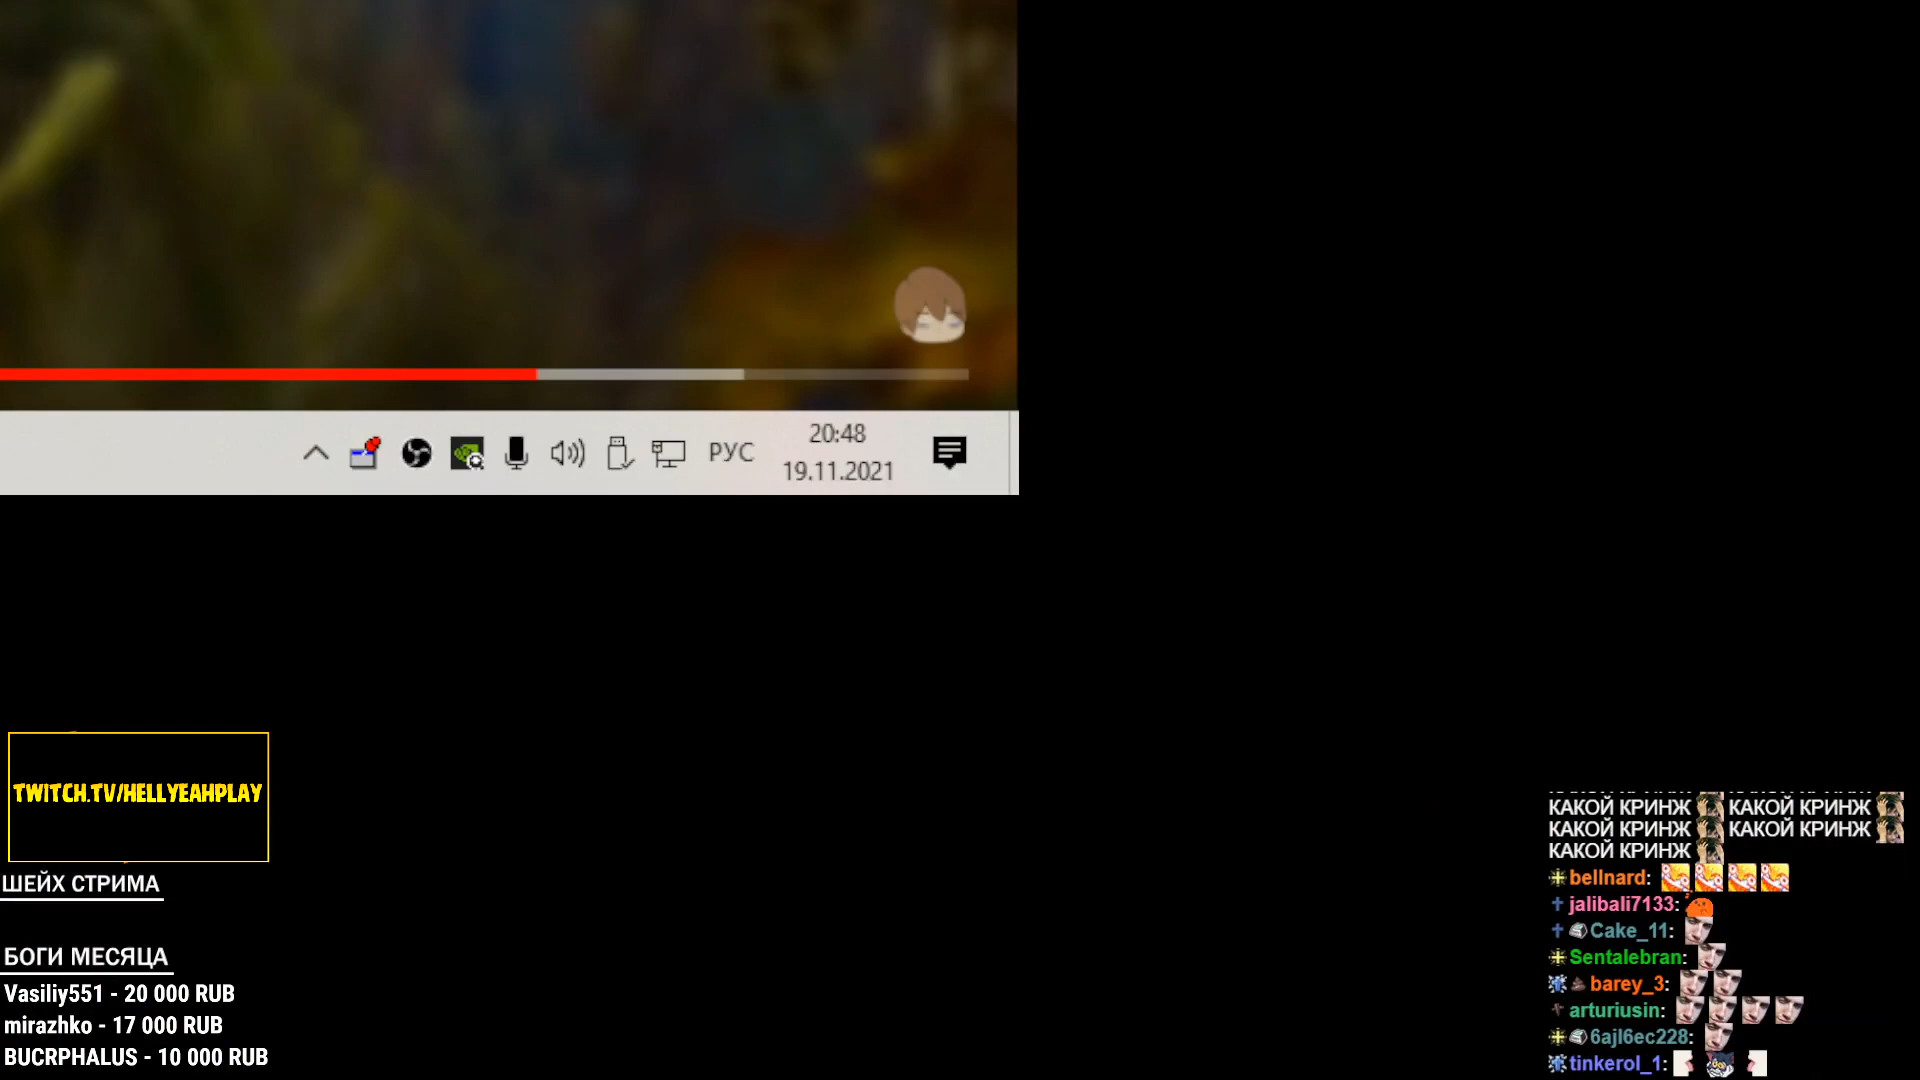 РУС
20:48
19.11.2021
TWITCH.TV/HELLYEAHPLAY
ШЕЙХ СТРИМА
БОГИ МЕСЯЦА
Vasiliy551 - 20 000 RUB
mirazhko - 17 000 RUB
BUCRPHALUS - 10 000 RUB
КАКОЙ КРИНЖ КАКОЙ КРИНЖ
КАКОЙ КРИНЖ КАКОЙ КРИНЖ
КАКОЙ КРИНЖ
bellnard:
jalibali7133:
Cake_11:
Sentalebran:
barey_3:
arturiusin:
6ajl6ec228:
tinkerol_1: